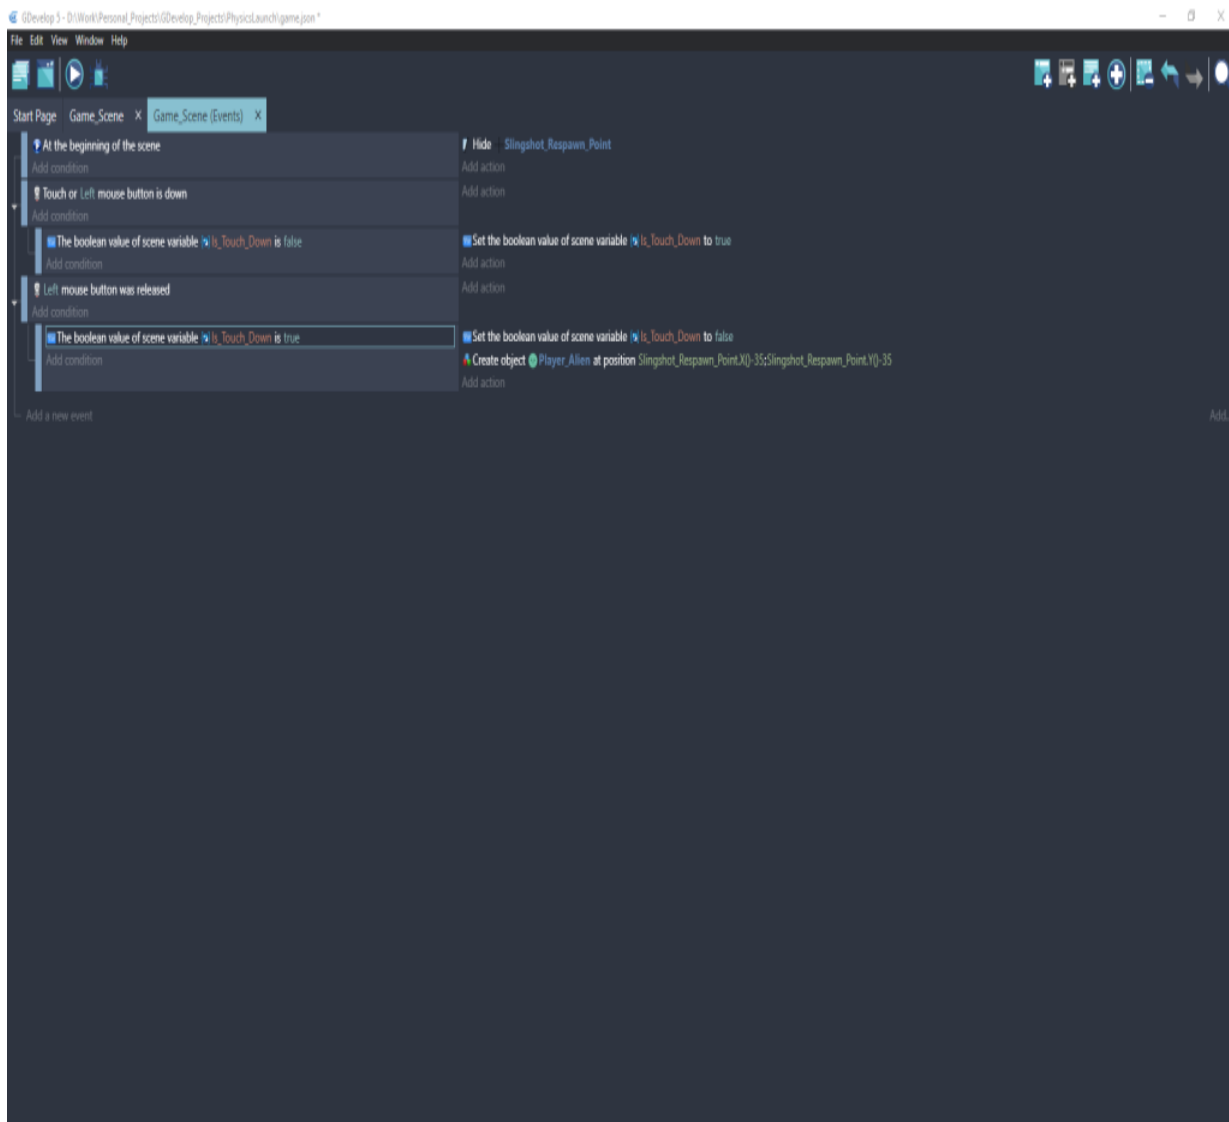 GDevelop 5 - D:\Work\Personal_Projects\GDevelop_Projects\PhysicsLaunch\game.json *
File Edit View Window Help
Start Page Game_Scene X Game_Scene (Events) X
At the beginning of the scene
Hide Slingshot_Respawn_Point
Add condition
Add action
Touch or Left mouse button is down
Add action
Add condition
The boolean value of scene variable Is_Touch_Down is false
Set the boolean value of scene variable Is_Touch_Down to true
Add condition
Add action
Left mouse button was released
Add action
Add condition
The boolean value of scene variable Is_Touch_Down is true
Set the boolean value of scene variable Is_Touch_Down to false
Add condition
Create object Player_Alien at position Slingshot_Respawn_Point.X()-35;Slingshot_Respawn_Point.Y()-35
Add action
Add a new event
Add.